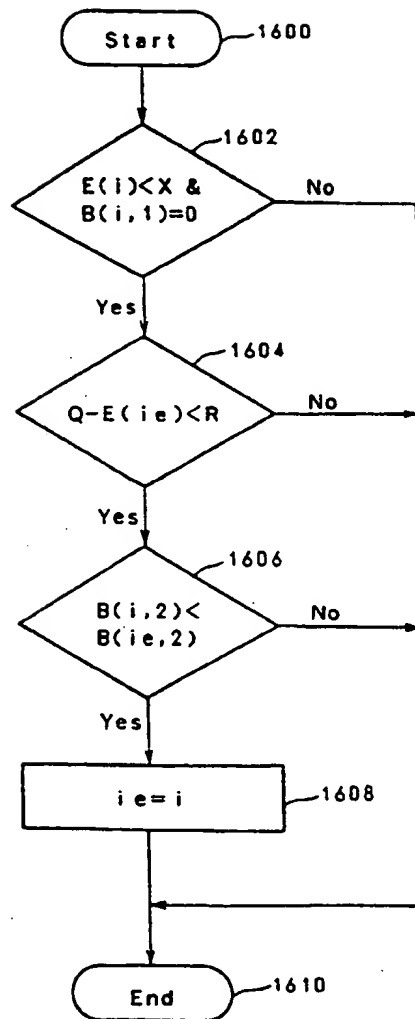 Start
1600
1602
E(i)<X &
B(i,1)=0
No
Yes
1604
Q-E(ie)<R
No
Yes
1606
B(i,2)<
B(ie,2)
No
Yes
ie=i
1608
End
1610